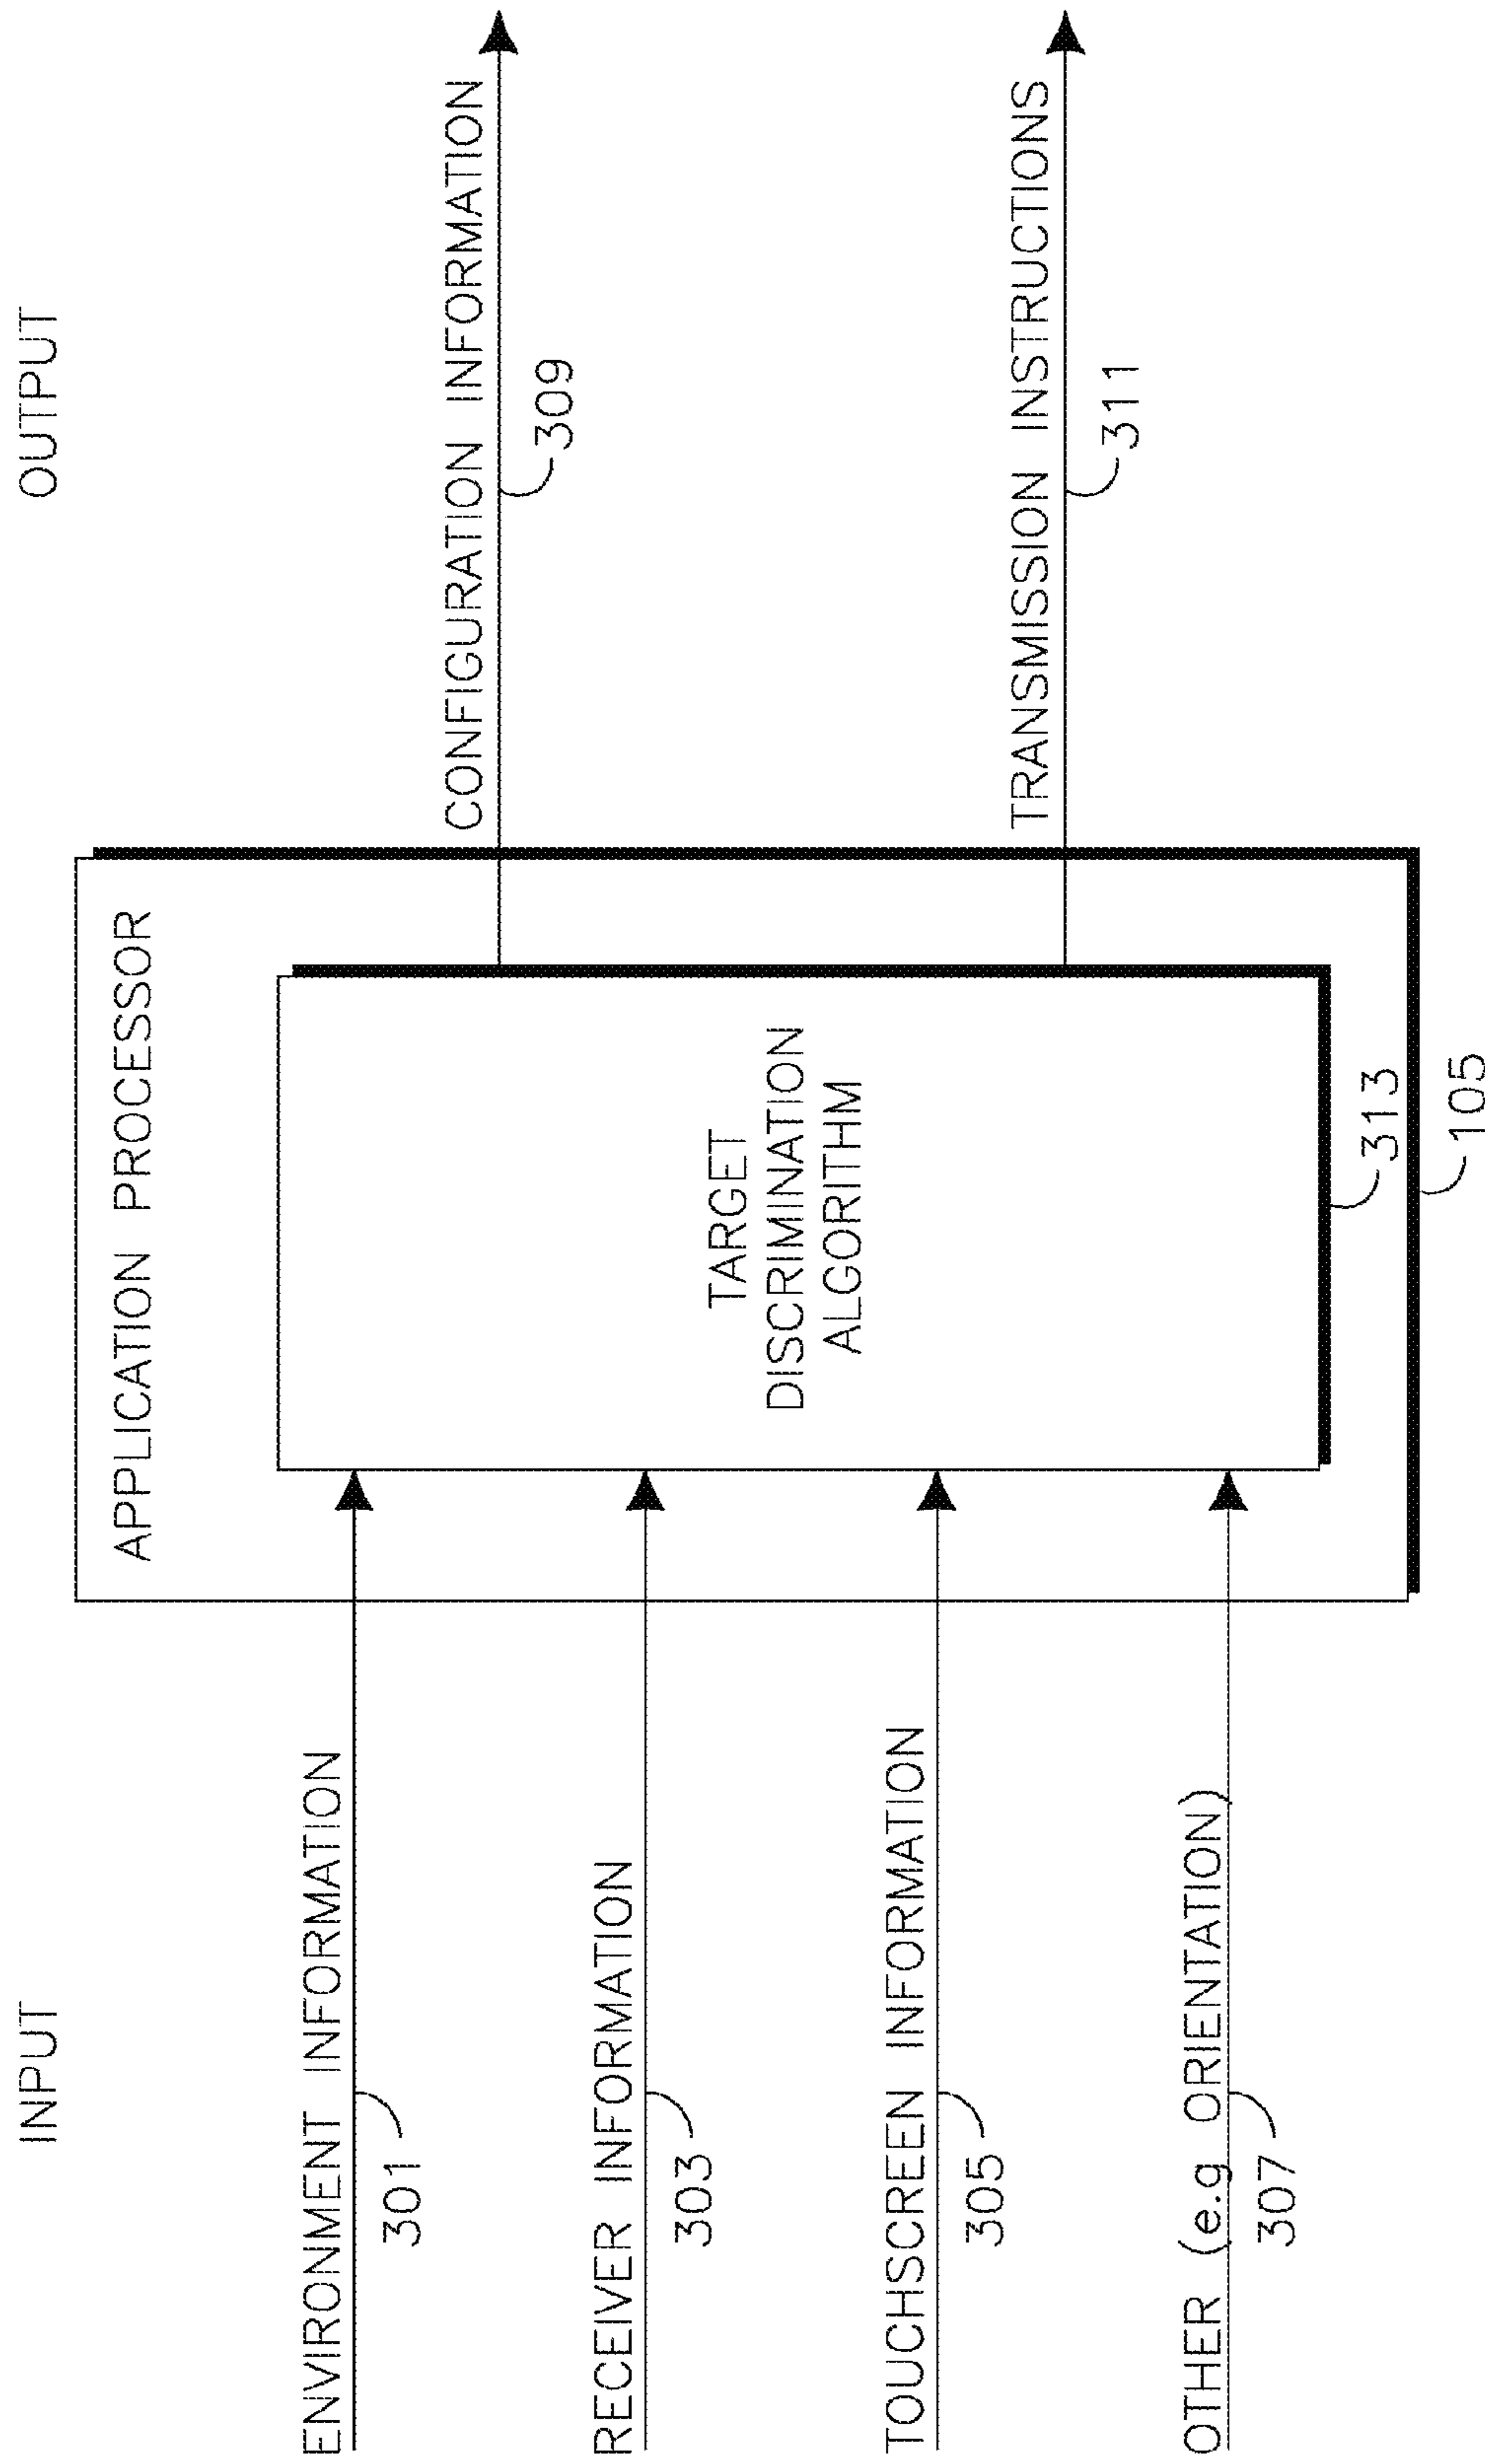 INPUT
OUTPUT
APPLICATION PROCESSOR
ENVIRONMENT INFORMATION
301
RECEIVER INFORMATION
303
TOUCHSCREEN INFORMATION
305
OTHER (e.g ORIENTATION)
307
TARGET
DISCRIMINATION
ALGORITHM
313
105
CONFIGURATION INFORMATION
309
TRANSMISSION INSTRUCTIONS
311